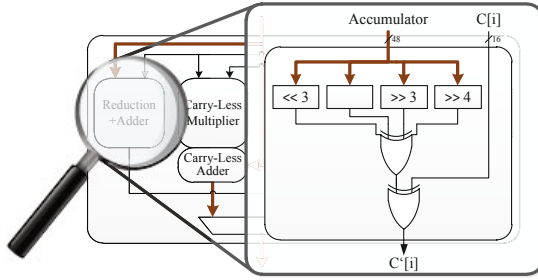 Accumulator
C[i]
48
16
<< 3
>> 3
>> 4
Reduction
+Adder
Carry-Less
Multiplier
Carry-Less
Adder
C‘[i]